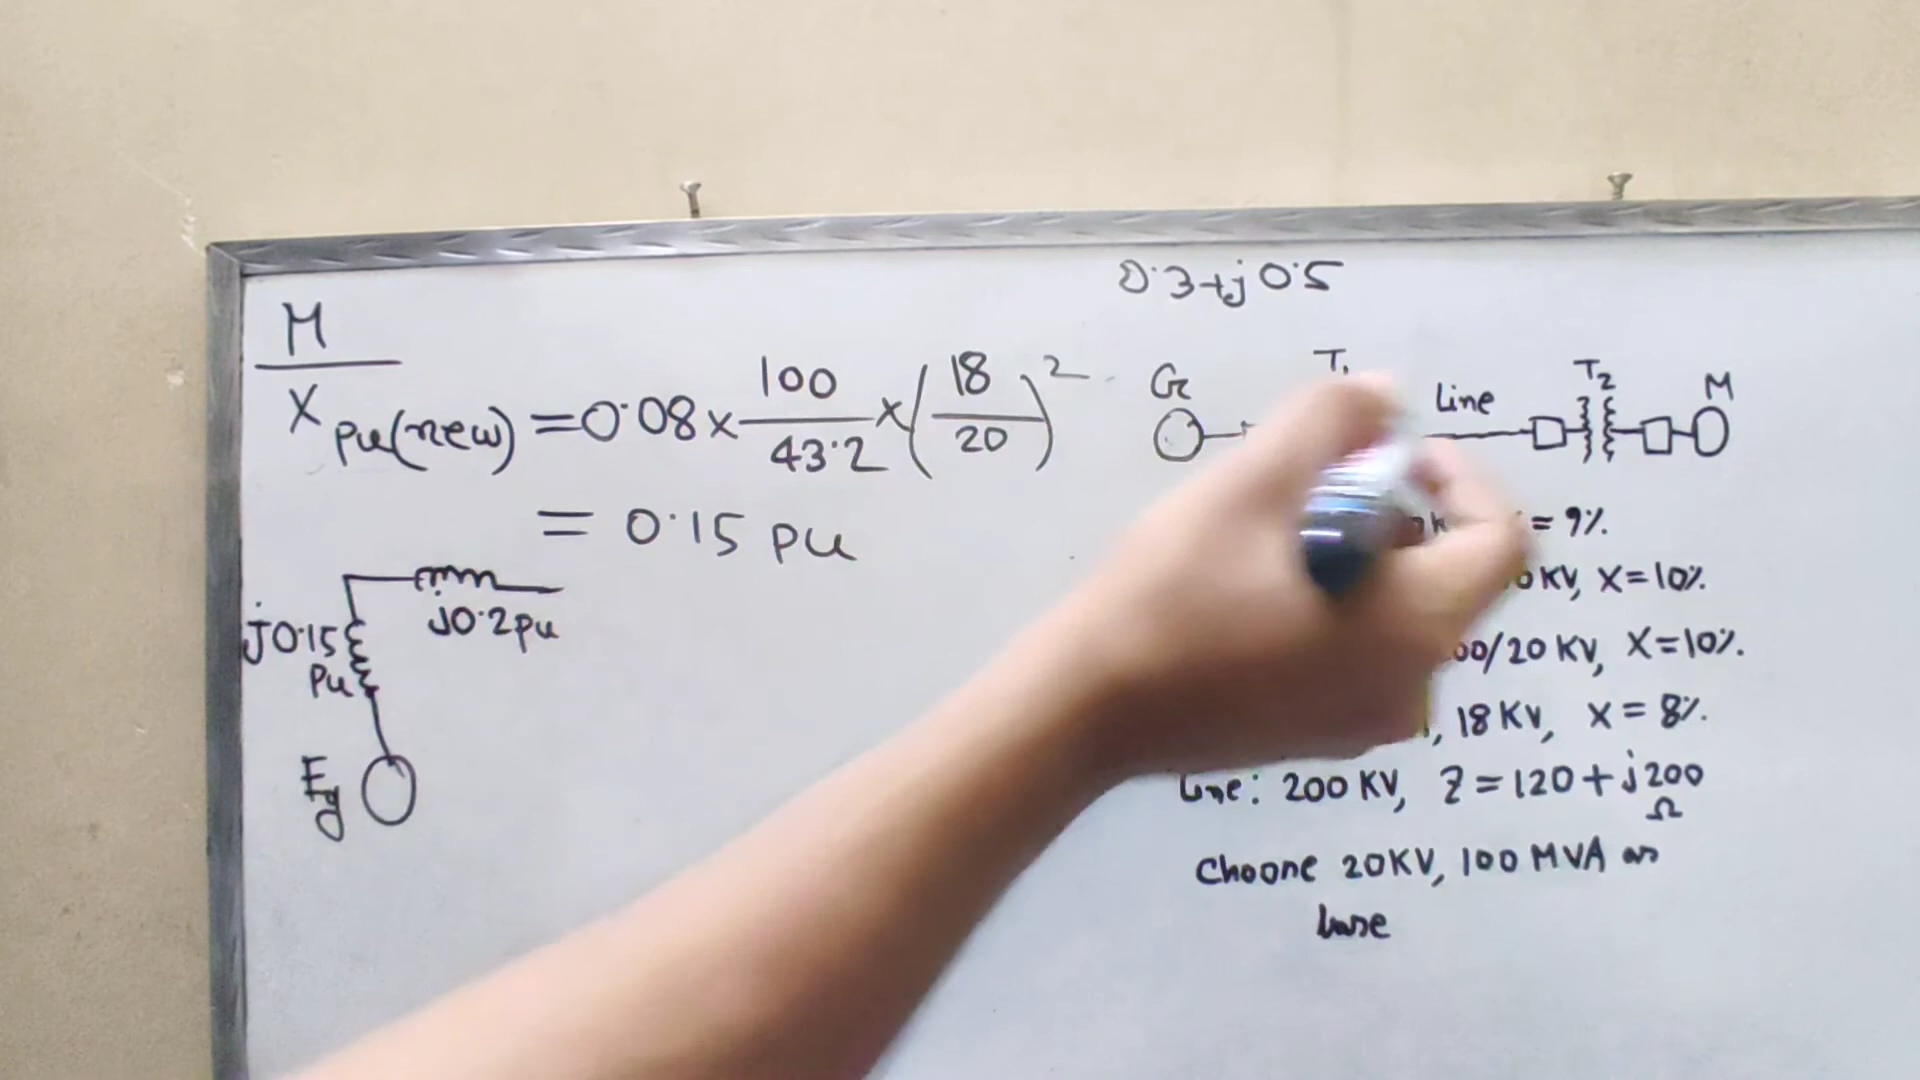 M
X pu(new) = 0.08 x 100/43.2 x (18/20)²
= 0.15 pu
j0.15 pu
j0.2pu
Eg
0.3+j0.5
G T1 Line T2 M
= 9%.
KV, X=10%.
00/20 KV, X=10%.
, 18 KV, X = 8%.
Line: 200 KV, Z = 120 + j200 Ω
Choose 20KV, 100 MVA as
base